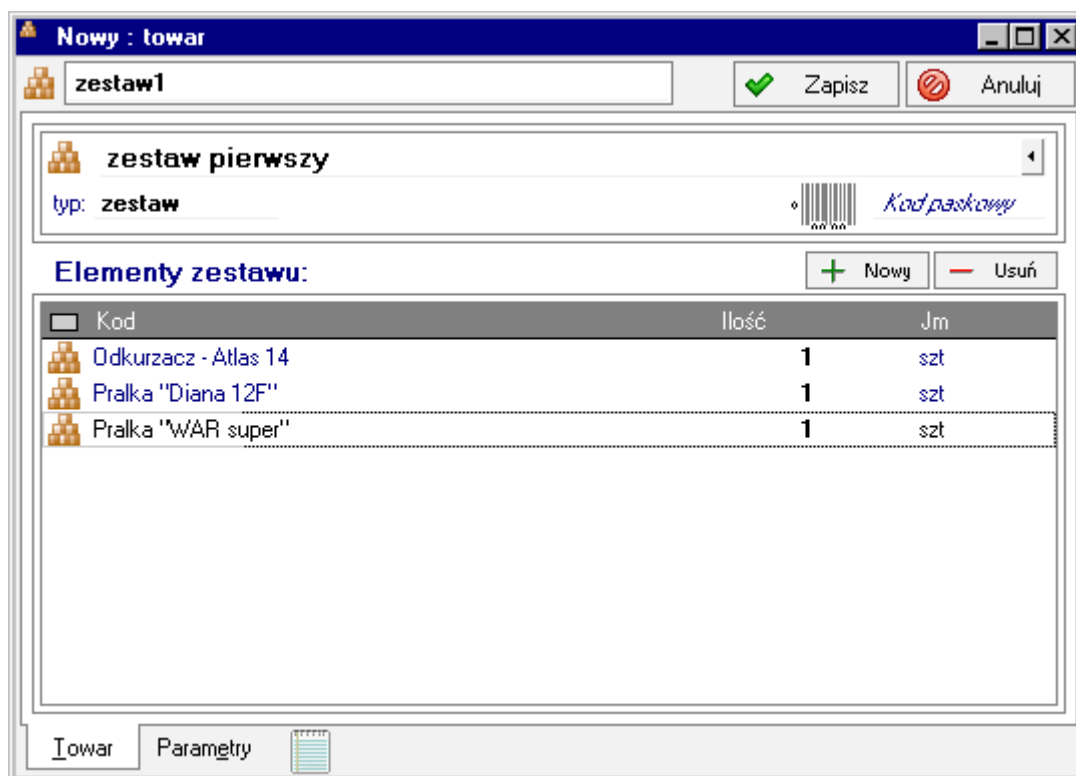 Nowy : towar
zestaw1 Zapisz Anuluj
zestaw pierwszy
typ: zestaw Kod paskowy
Elementy zestawu: Nowy Usuń
Kod Ilość Jm
Odkurzacz - Atlas 14 1 szt
Pralka "Diana 12F" 1 szt
Pralka "WAR super" 1 szt
Towar Parametry